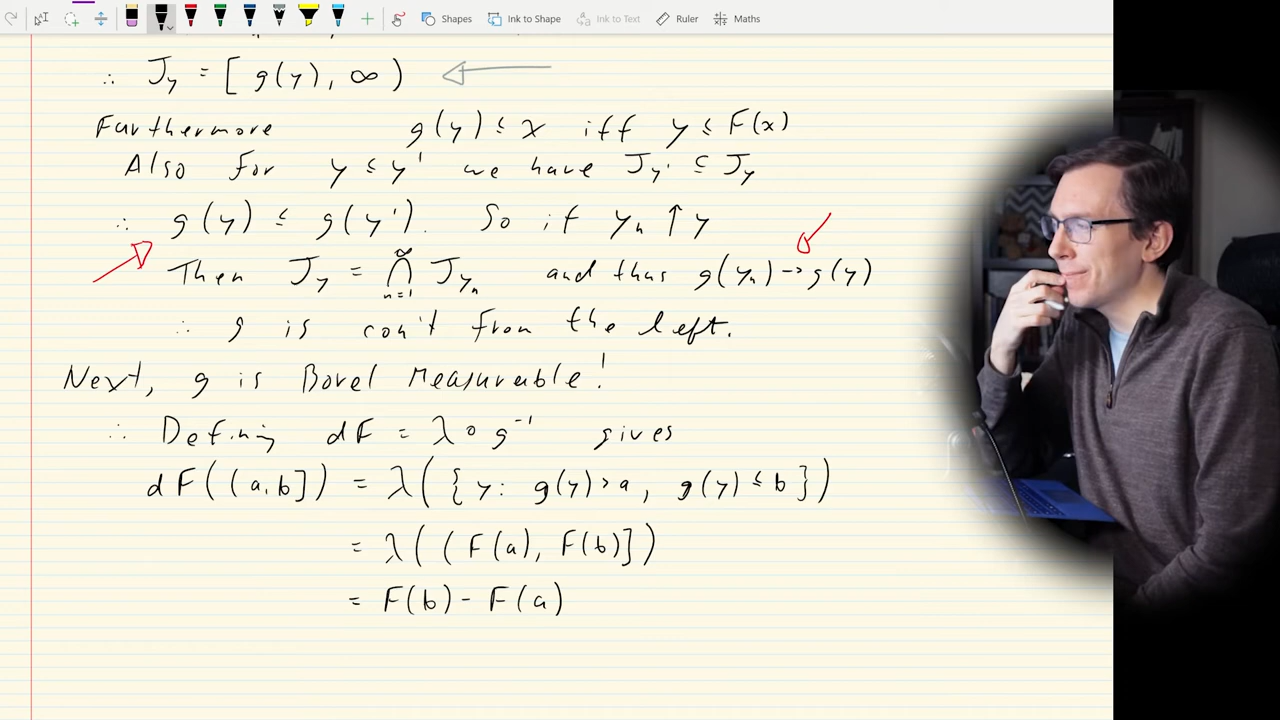 Shapes Ink to Shape Ink to Text Ruler Maths
∴ J_y = [ g(y), ∞ )
Furthermore g(y) ≤ x iff y ≤ F(x)
Also for y ≤ y' we have J_y' ⊆ J_y
∴ g(y) ≤ g(y'). So if y_n ↑ y
Then J_y = ∩_{n=1}^∞ J_{y_n} and thus g(y_n) → g(y)
∴ g is con't from the left.
Next, g is Borel Measurable!
∴ Defining dF = λ ∘ g⁻¹ gives
dF((a,b]) = λ({y: g(y)>a, g(y) ≤ b})
= λ((F(a), F(b)])
= F(b) - F(a)